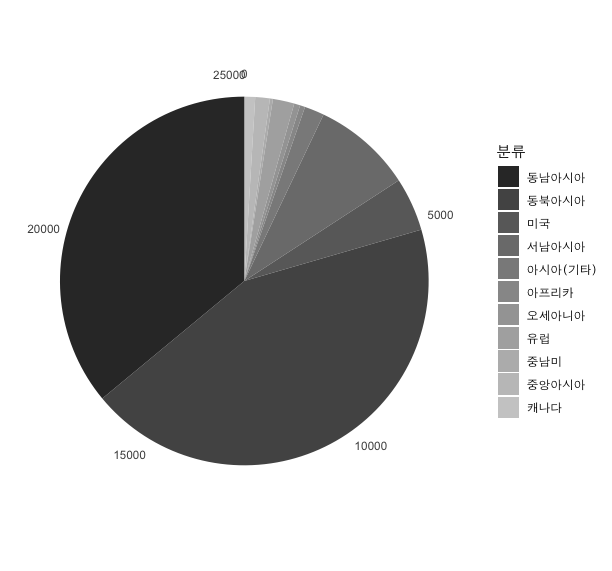 25000
0
5000
10000
15000
20000
분류
동남아시아
동북아시아
미국
서남아시아
아시아(기타)
아프리카
오세아니아
유럽
중남미
중앙아시아
캐나다